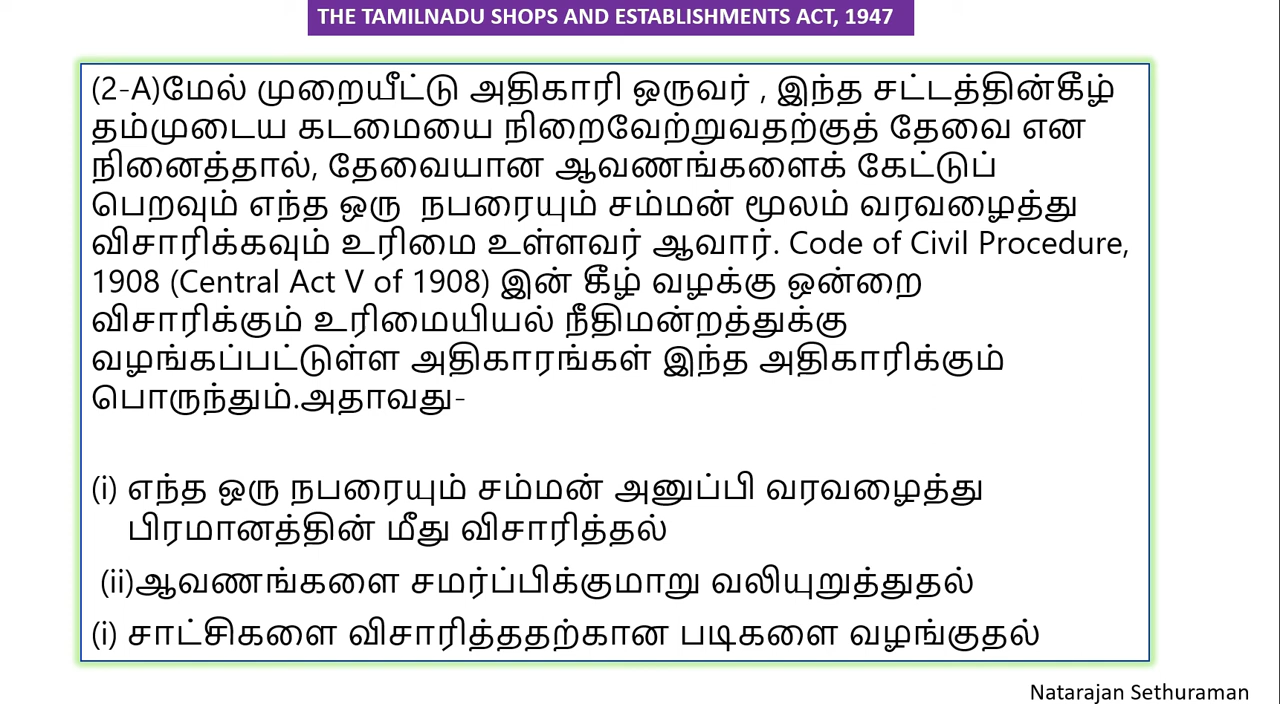 THE TAMILNADU SHOPS AND ESTABLISHMENTS ACT, 1947
(2-A)மேல் முறையீட்டு அதிகாரி ஒருவர் , இந்த சட்டத்தின்கீழ்
தம்முடைய கடமையை நிறைவேற்றுவதற்குத் தேவை என
நினைத்தால், தேவையான ஆவணங்களைக் கேட்டுப்
பெறவும் எந்த ஒரு நபரையும் சம்மன் மூலம் வரவழைத்து
விசாரிக்கவும் உரிமை உள்ளவர் ஆவார். Code of Civil Procedure,
1908 (Central Act V of 1908) இன் கீழ் வழக்கு ஒன்றை
விசாரிக்கும் உரிமையியல் நீதிமன்றத்துக்கு
வழங்கப்பட்டுள்ள அதிகாரங்கள் இந்த அதிகாரிக்கும்
பொருந்தும்.அதாவது-
(i) எந்த ஒரு நபரையும் சம்மன் அனுப்பி வரவழைத்து
பிரமானத்தின் மீது விசாரித்தல்
(ii)ஆவணங்களை சமர்ப்பிக்குமாறு வலியுறுத்துதல்
(i) சாட்சிகளை விசாரித்ததற்கான படிகளை வழங்குதல்
Natarajan Sethuraman